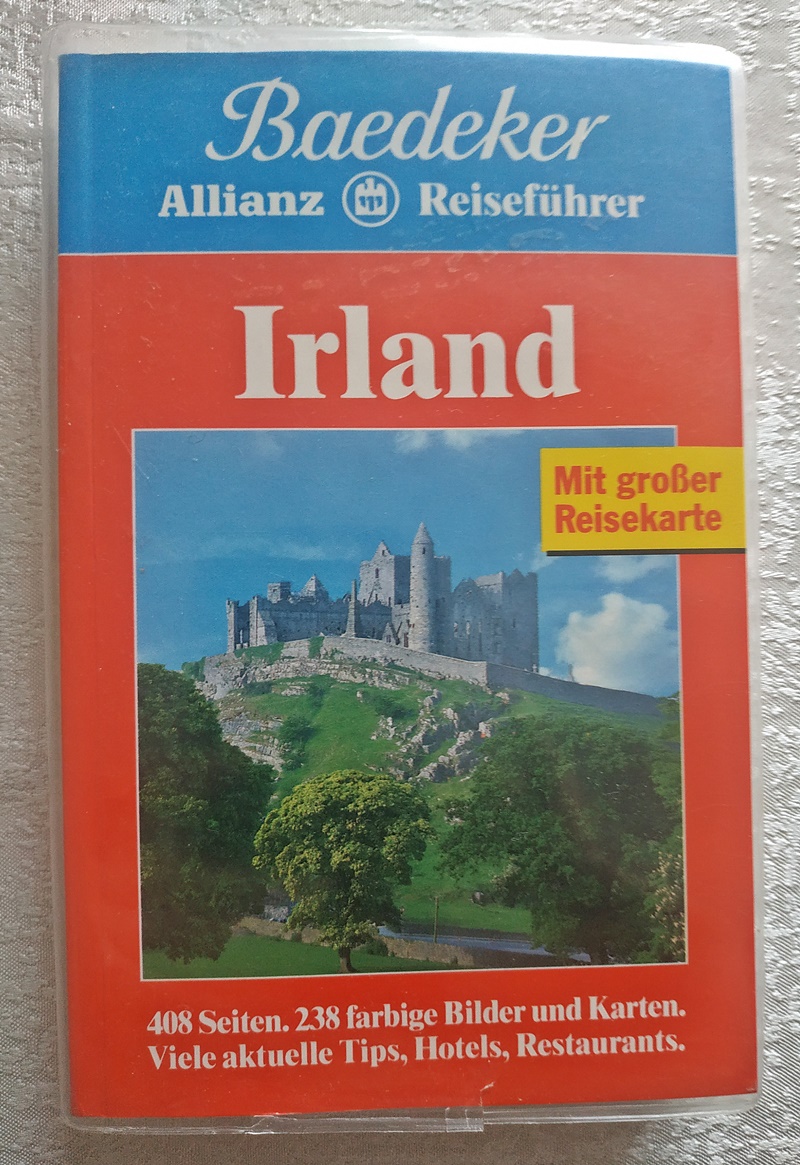 Baedeker
Allianz Reiseführer
Irland
Mit großer
Reisekarte
408 Seiten. 238 farbige Bilder und Karten.
Viele aktuelle Tips, Hotels, Restaurants.